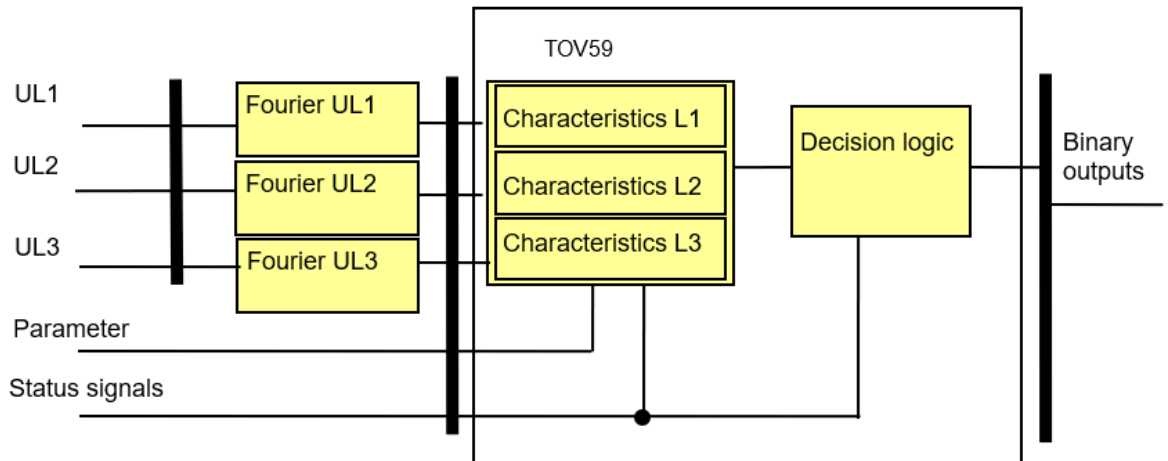 TOV59
UL1
Fourier UL1
Characteristics L1
Decision logic
Binary
outputs
UL2
Fourier UL2
Characteristics L2
UL3
Fourier UL3
Characteristics L3
Parameter
Status signals